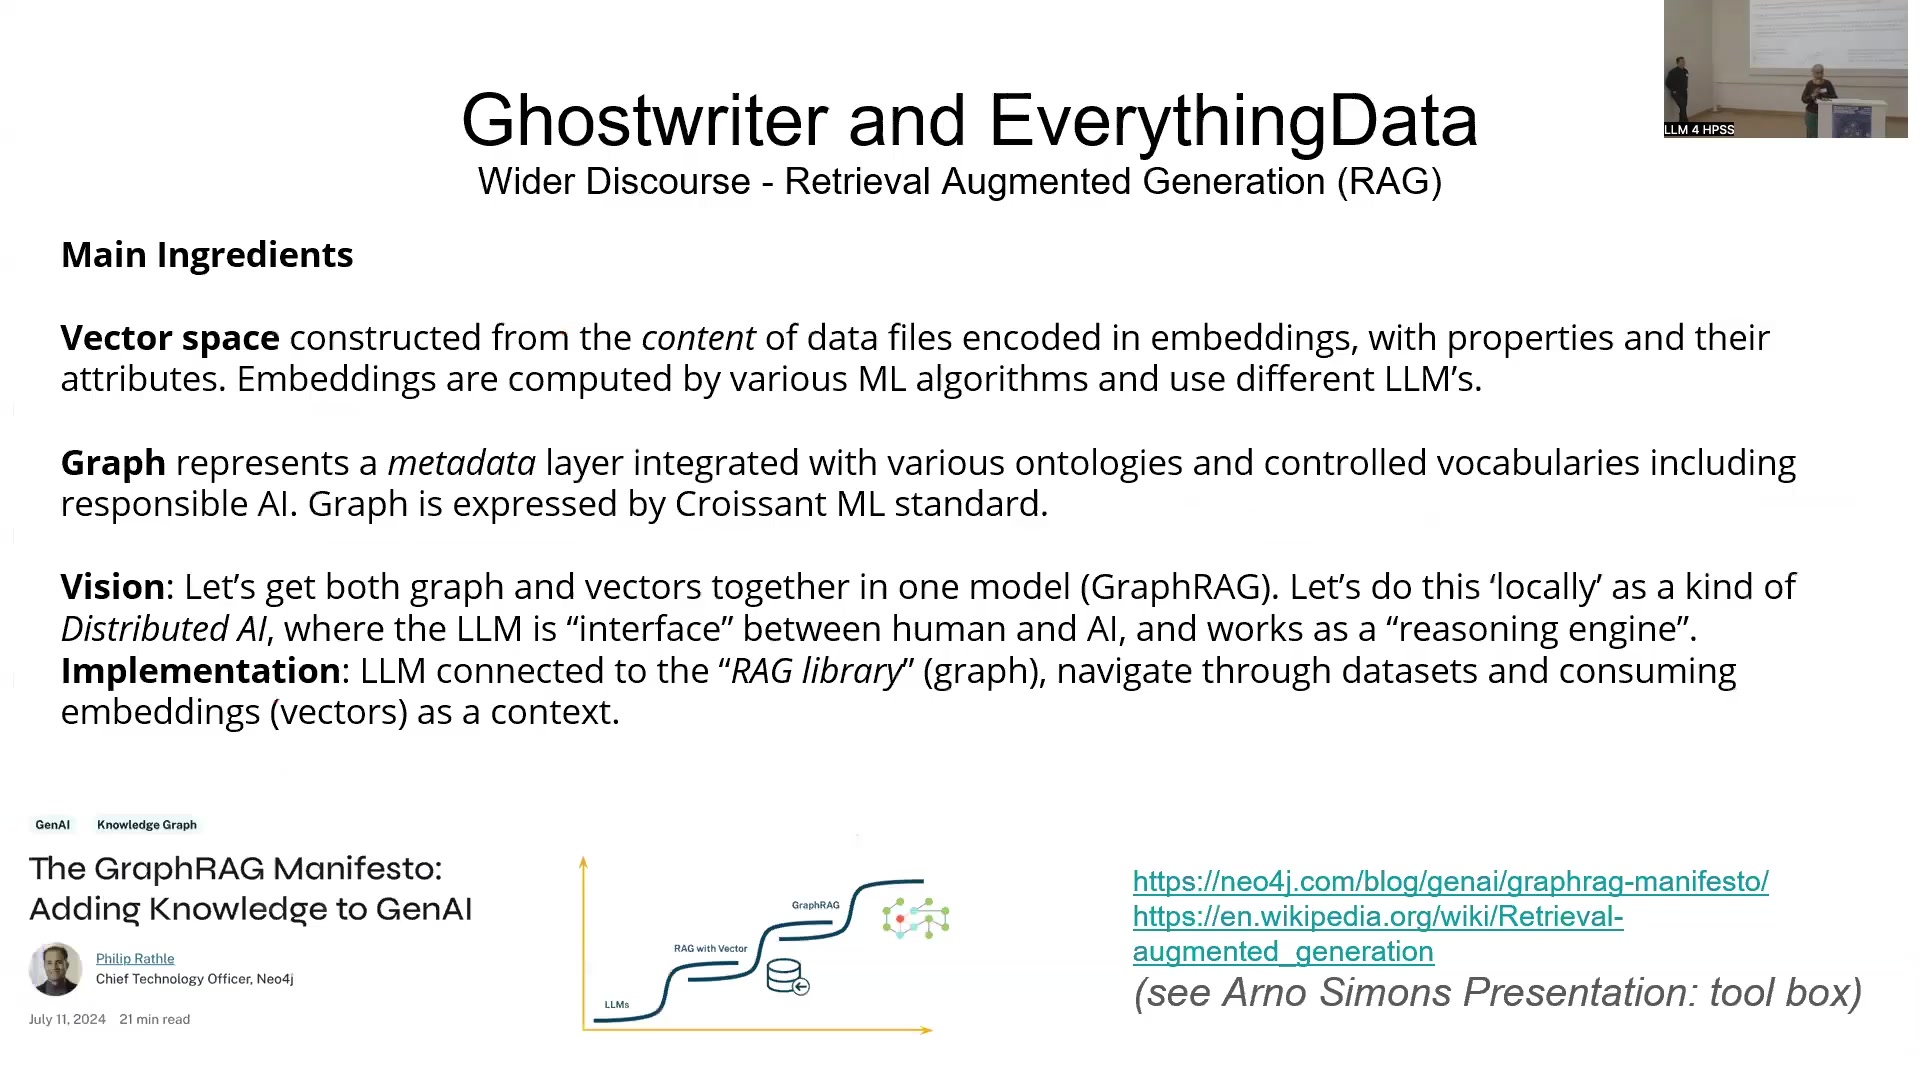 LLM 4 HPSS
Ghostwriter and EverythingData
Wider Discourse - Retrieval Augmented Generation (RAG)
Main Ingredients
Vector space constructed from the content of data files encoded in embeddings, with properties and their
attributes. Embeddings are computed by various ML algorithms and use different LLM’s.
Graph represents a metadata layer integrated with various ontologies and controlled vocabularies including
responsible AI. Graph is expressed by Croissant ML standard.
Vision: Let’s get both graph and vectors together in one model (GraphRAG). Let’s do this ‘locally’ as a kind of
Distributed AI, where the LLM is “interface” between human and AI, and works as a “reasoning engine”.
Implementation: LLM connected to the “RAG library” (graph), navigate through datasets and consuming
embeddings (vectors) as a context.
GenAI Knowledge Graph
The GraphRAG Manifesto:
Adding Knowledge to GenAI
Philip Rathle
Chief Technology Officer, Neo4j
July 11, 2024 21 min read
GraphRAG
RAG with Vector
LLMs
https://neo4j.com/blog/genai/graphrag-manifesto/
https://en.wikipedia.org/wiki/Retrieval-
augmented_generation
(see Arno Simons Presentation: tool box)